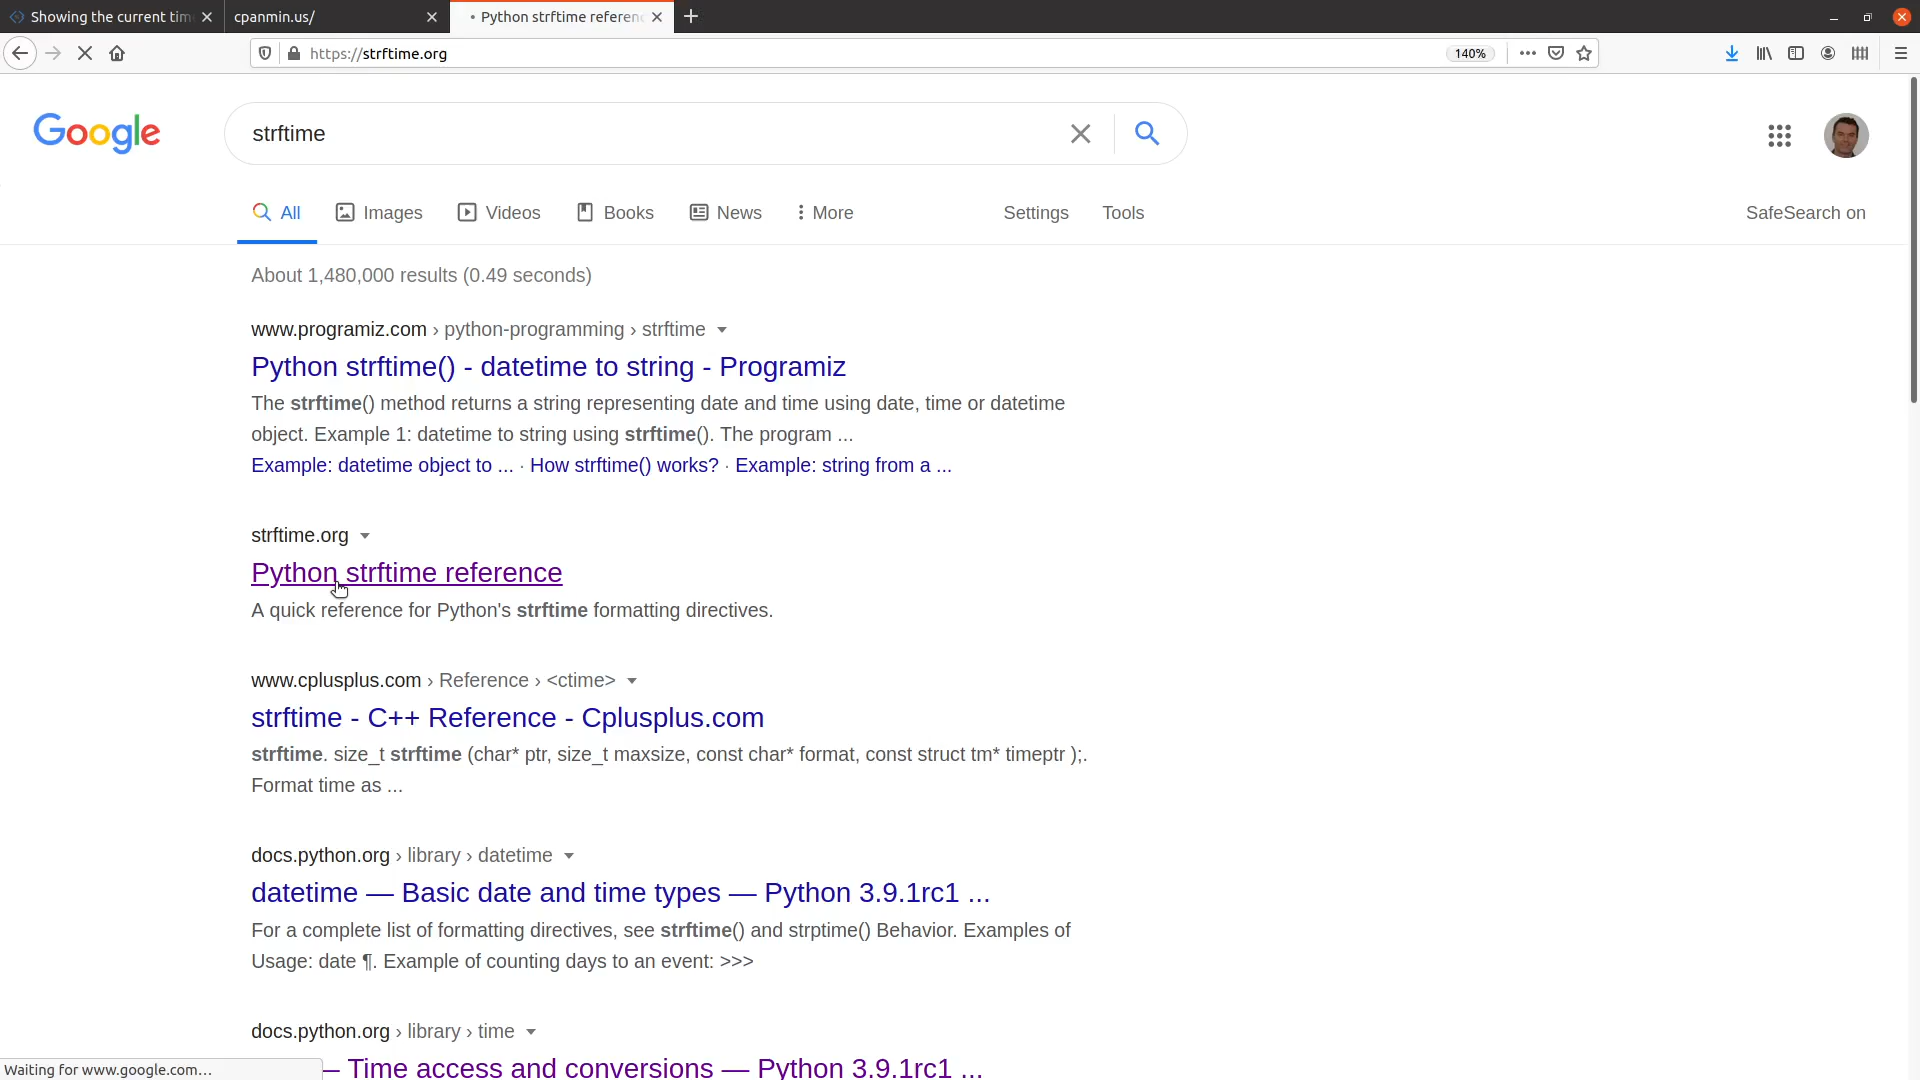 Showing the current tim
cpanmin.us/
Python strftime referenc
https://strftime.org
140%
Google
strftime
All
Images
Videos
Books
News
More
Settings
Tools
SafeSearch on
About 1,480,000 results (0.49 seconds)
www.programiz.com › python-programming › strftime
Python strftime() - datetime to string - Programiz
The strftime() method returns a string representing date and time using date, time or datetime
object. Example 1: datetime to string using strftime(). The program ...
Example: datetime object to ... · How strftime() works? · Example: string from a ...
strftime.org
Python strftime reference
A quick reference for Python's strftime formatting directives.
www.cplusplus.com › Reference › <ctime>
strftime - C++ Reference - Cplusplus.com
strftime. size_t strftime (char* ptr, size_t maxsize, const char* format, const struct tm* timeptr );.
Format time as ...
docs.python.org › library › datetime
datetime — Basic date and time types — Python 3.9.1rc1 ...
For a complete list of formatting directives, see strftime() and strptime() Behavior. Examples of
Usage: date ¶. Example of counting days to an event: >>>
docs.python.org › library › time
— Time access and conversions — Python 3.9.1rc1 ...
Waiting for www.google.com...